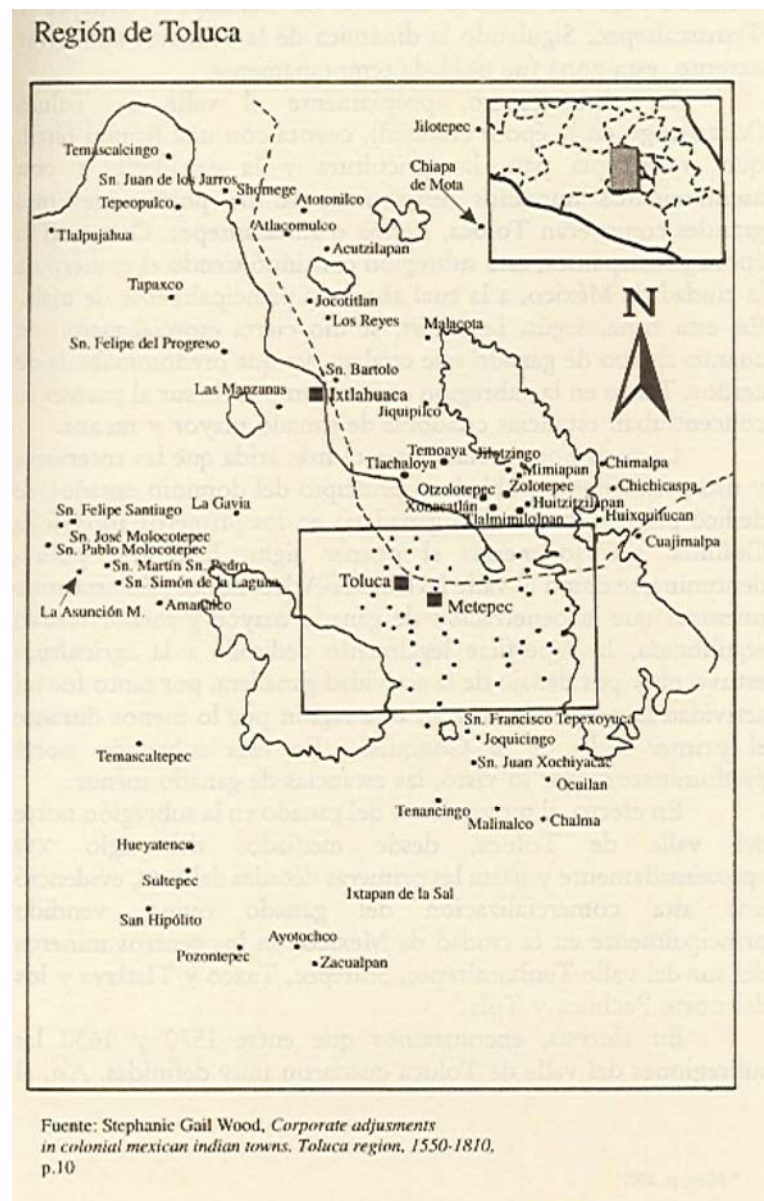 Región de Toluca
Jilotepec
Chiapa
de Mota
Temascalcingo
Sn. Juan de los Jarros
Shomege
Tepeopulco
Atotonilco
Atlacomulco
Tlalpujahua
Acutzilapan
Tapaxco
Jocotitlan
Los Reyes
N
Malacota
Sn. Felipe del Progreso
Sn. Bartolo
Las Manzanas
Ixtlahuaca
Jiquipilco
Temoaya
Jilotzingo
Tlachaloya
Mimiapan
Chimalpa
Otzolotepec
Zolotepec
Chichicaspa
La Gavia
Xonacatlán
Huitzitzilapan
Sn. Felipe Santiago
Tlalmimilolpan
Huixquilucan
Sn. José Molocotepec
Cuajimalpa
Sn. Pablo Molocotepec
Sn. Martín Sn. Pedro
Toluca
Sn. Simón de la Laguna
Metepec
La Asunción M.
Amanalco
Sn. Francisco Tepexoyuca
Joquicingo
Temascaltepec
Sn. Juan Xochiyacac
Ocuilan
Tenancingo
Malinalco
Chalma
Hueyatenco
Sultepec
Ixtapan de la Sal
San Hipólito
Ayotochco
Pozontepec
Zacualpan
Fuente: Stephanie Gail Wood, Corporate adjusments
in colonial mexican indian towns. Toluca region, 1550-1810,
p.10